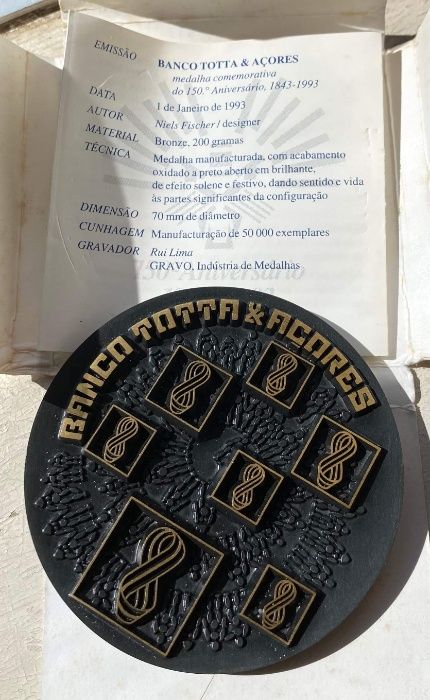 EMISSÃO BANCO TOTTA & AÇORES
medalha comemorativa
do 150.º Aniversário, 1843-1993
DATA 1 de Janeiro de 1993
AUTOR Niels Fischer / designer
MATERIAL Bronze, 200 gramas
TÉCNICA Medalha manufacturada, com acabamento
oxidado a preto aberto em brilhante,
de efeito solene e festivo, dando sentido e vida
às partes significantes da configuração
DIMENSÃO 70 mm de diâmetro
CUNHAGEM Manufacturação de 50 000 exemplares
GRAVADOR Rui Lima
GRAVO, Indústria de Medalhas
150º Aniversário
BANCO TOTTA & AÇORES